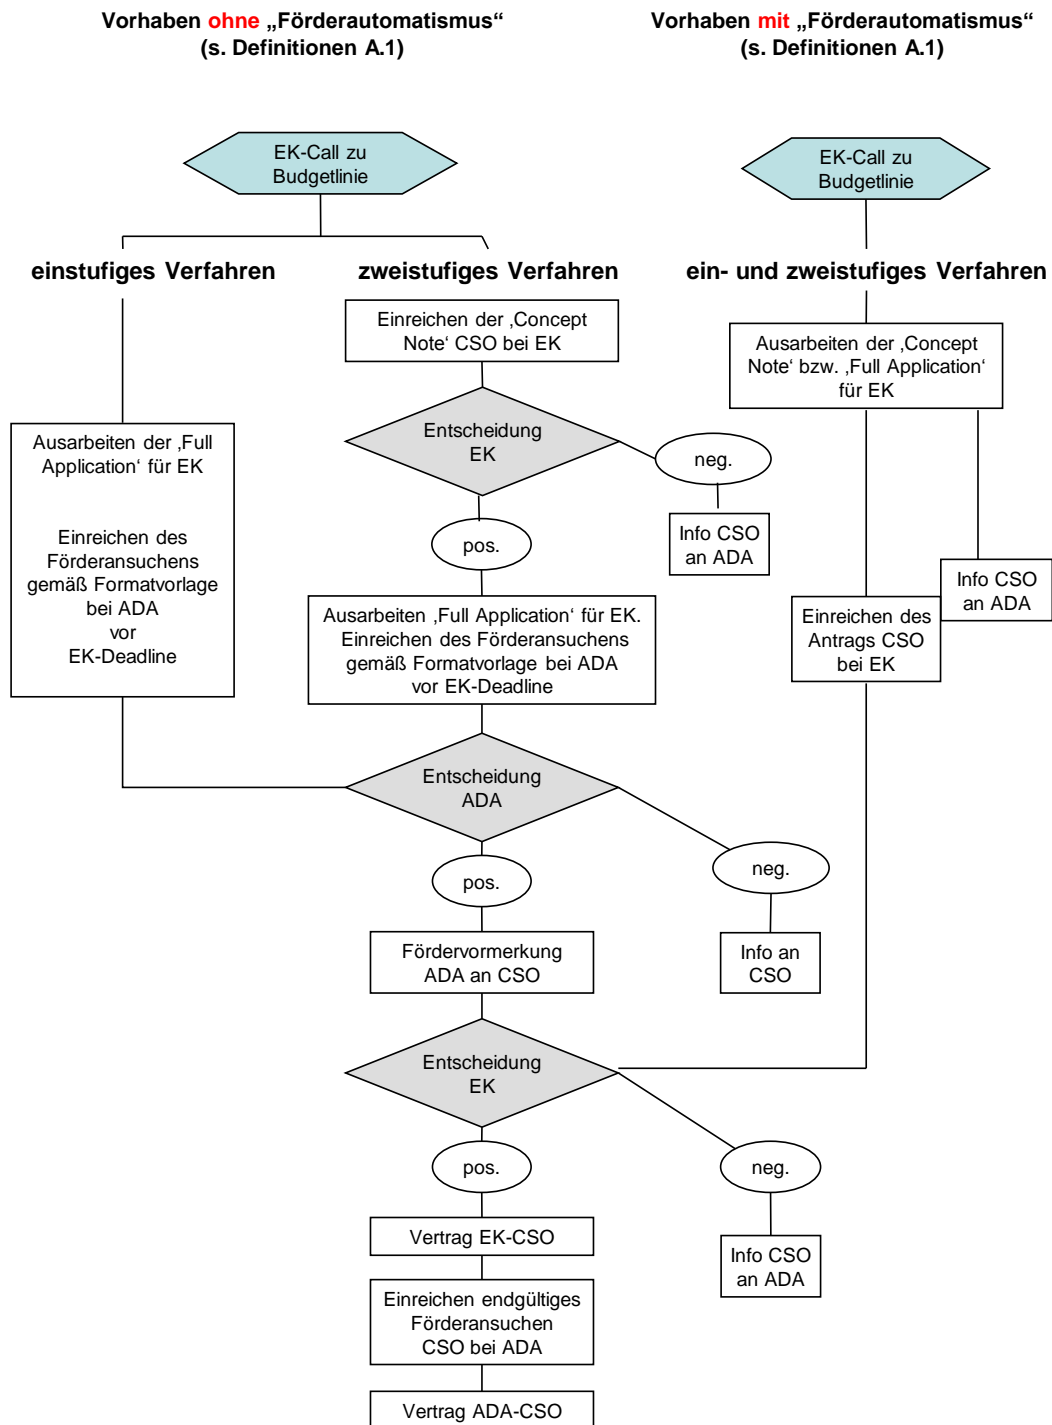 Vorhaben ohne „Förderautomatismus“
(s. Definitionen A.1)
Vorhaben mit „Förderautomatismus“
(s. Definitionen A.1)
EK-Call zu
Budgetlinie
EK-Call zu
Budgetlinie
einstufiges Verfahren
zweistufiges Verfahren
ein- und zweistufiges Verfahren
Einreichen der ‚Concept
Note‘ CSO bei EK
Ausarbeiten der ‚Concept
Note‘ bzw. ‚Full Application‘
für EK
Entscheidung
EK
neg.
Info CSO
an ADA
pos.
Ausarbeiten der ‚Full
Application‘ für EK
Einreichen des
Förderansuchens
gemäß Formatvorlage
bei ADA
vor
EK-Deadline
Ausarbeiten ‚Full Application‘ für EK.
Einreichen des Förderansuchens
gemäß Formatvorlage bei ADA
vor EK-Deadline
Info CSO
an ADA
Einreichen des
Antrags CSO
bei EK
Entscheidung
ADA
neg.
pos.
Info an
CSO
Fördervormerkung
ADA an CSO
Entscheidung
EK
pos.
neg.
Vertrag EK-CSO
Info CSO
an ADA
Einreichen endgültiges
Förderansuchen
CSO bei ADA
Vertrag ADA-CSO